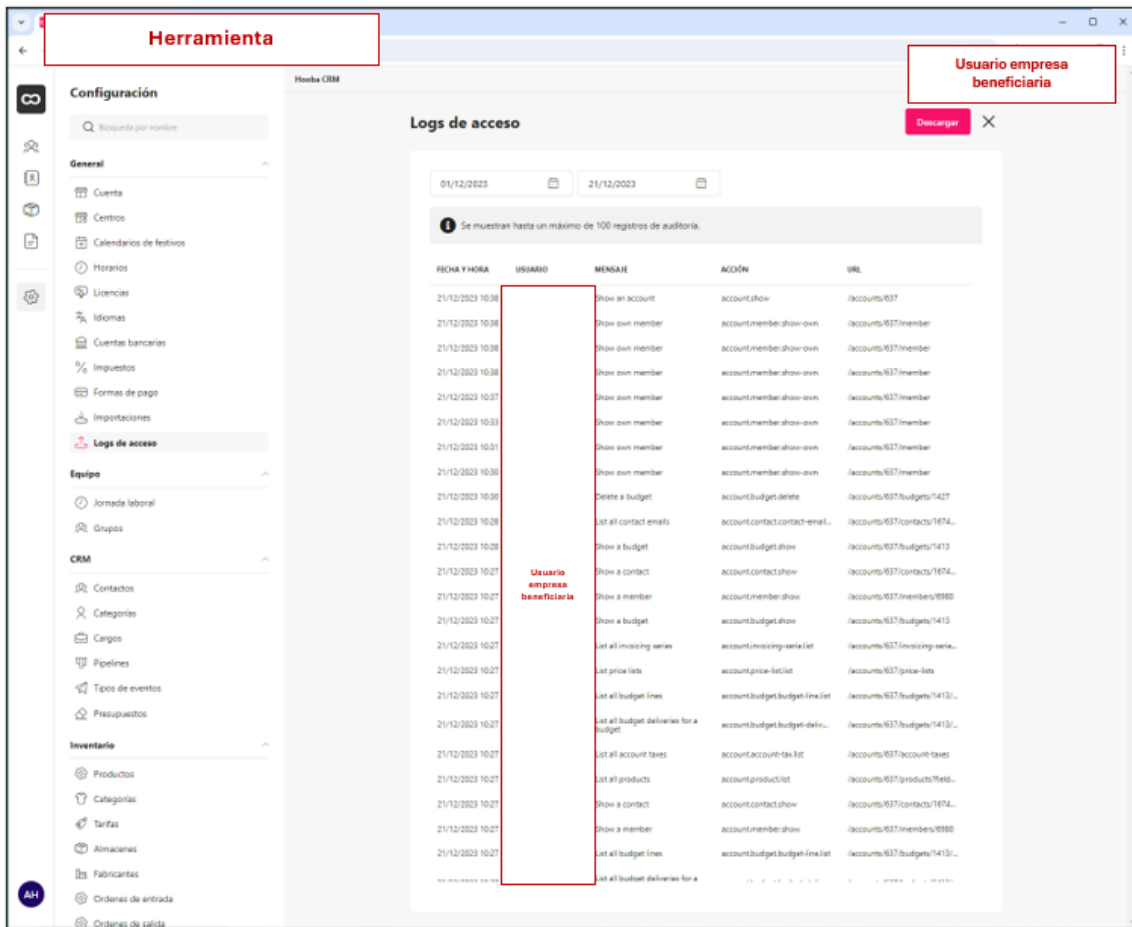 Herramienta
Usuario empresa
beneficiaria
Hooba CRM
Configuración
Búsqueda por nombre
General
Cuenta
Centros
Calendarios de festivos
Horarios
Licencias
Idiomas
Cuentas bancarias
Impuestos
Formas de pago
Importaciones
Logs de acceso
Equipo
Jornada laboral
Grupos
CRM
Contactos
Categorías
Cargos
Pipelines
Tipos de eventos
Presupuestos
Inventario
Productos
Categorías
Tarifas
Almacenes
Fabricantes
Ordenes de entrada
Ordenes de salida
AH
Logs de acceso
Descargar
01/12/2023 21/12/2023
Se muestran hasta un máximo de 100 registros de auditoría.
FECHA Y HORA USUARIO MENSAJE ACCIÓN URL
21/12/2023 10:38 Show an account account.show /accounts/637
21/12/2023 10:38 Show own member account.member.show-own /accounts/637/member
21/12/2023 10:38 Show own member account.member.show-own /accounts/637/member
21/12/2023 10:38 Show own member account.member.show-own /accounts/637/member
21/12/2023 10:37 Show own member account.member.show-own /accounts/637/member
21/12/2023 10:33 Show own member account.member.show-own /accounts/637/member
21/12/2023 10:31 Show own member account.member.show-own /accounts/637/member
21/12/2023 10:30 Show own member account.member.show-own /accounts/637/member
21/12/2023 10:30 Delete a budget account.budget.delete /accounts/637/budgets/1427
21/12/2023 10:28 List all contact emails account.contact.contact-email... /accounts/637/contacts/1674...
21/12/2023 10:28 Show a budget account.budget.show /accounts/637/budgets/1413
21/12/2023 10:27 Show a contact account.contact.show /accounts/637/contacts/1674...
Usuario
empresa
beneficiaria
21/12/2023 10:27 Show a member account.member.show /accounts/637/members/6980
21/12/2023 10:27 Show a budget account.budget.show /accounts/637/budgets/1413
21/12/2023 10:27 List all invoicing series account.invoicing-serie.list /accounts/637/invoicing-serie...
21/12/2023 10:27 List price lists account.price-list.list /accounts/637/price-lists
21/12/2023 10:27 List all budget lines account.budget.budget-line.list /accounts/637/budgets/1413/...
21/12/2023 10:27 List all budget deliveries for a budget account.budget.budget-deliv... /accounts/637/budgets/1413/...
21/12/2023 10:27 List all account taxes account.account-tax.list /accounts/637/account-taxes
21/12/2023 10:27 List all products account.product.list /accounts/637/products?field...
21/12/2023 10:27 Show a contact account.contact.show /accounts/637/contacts/1674...
21/12/2023 10:27 Show a member account.member.show /accounts/637/members/6980
21/12/2023 10:27 List all budget lines account.budget.budget-line.list /accounts/637/budgets/1413/...
List all budget deliveries for a